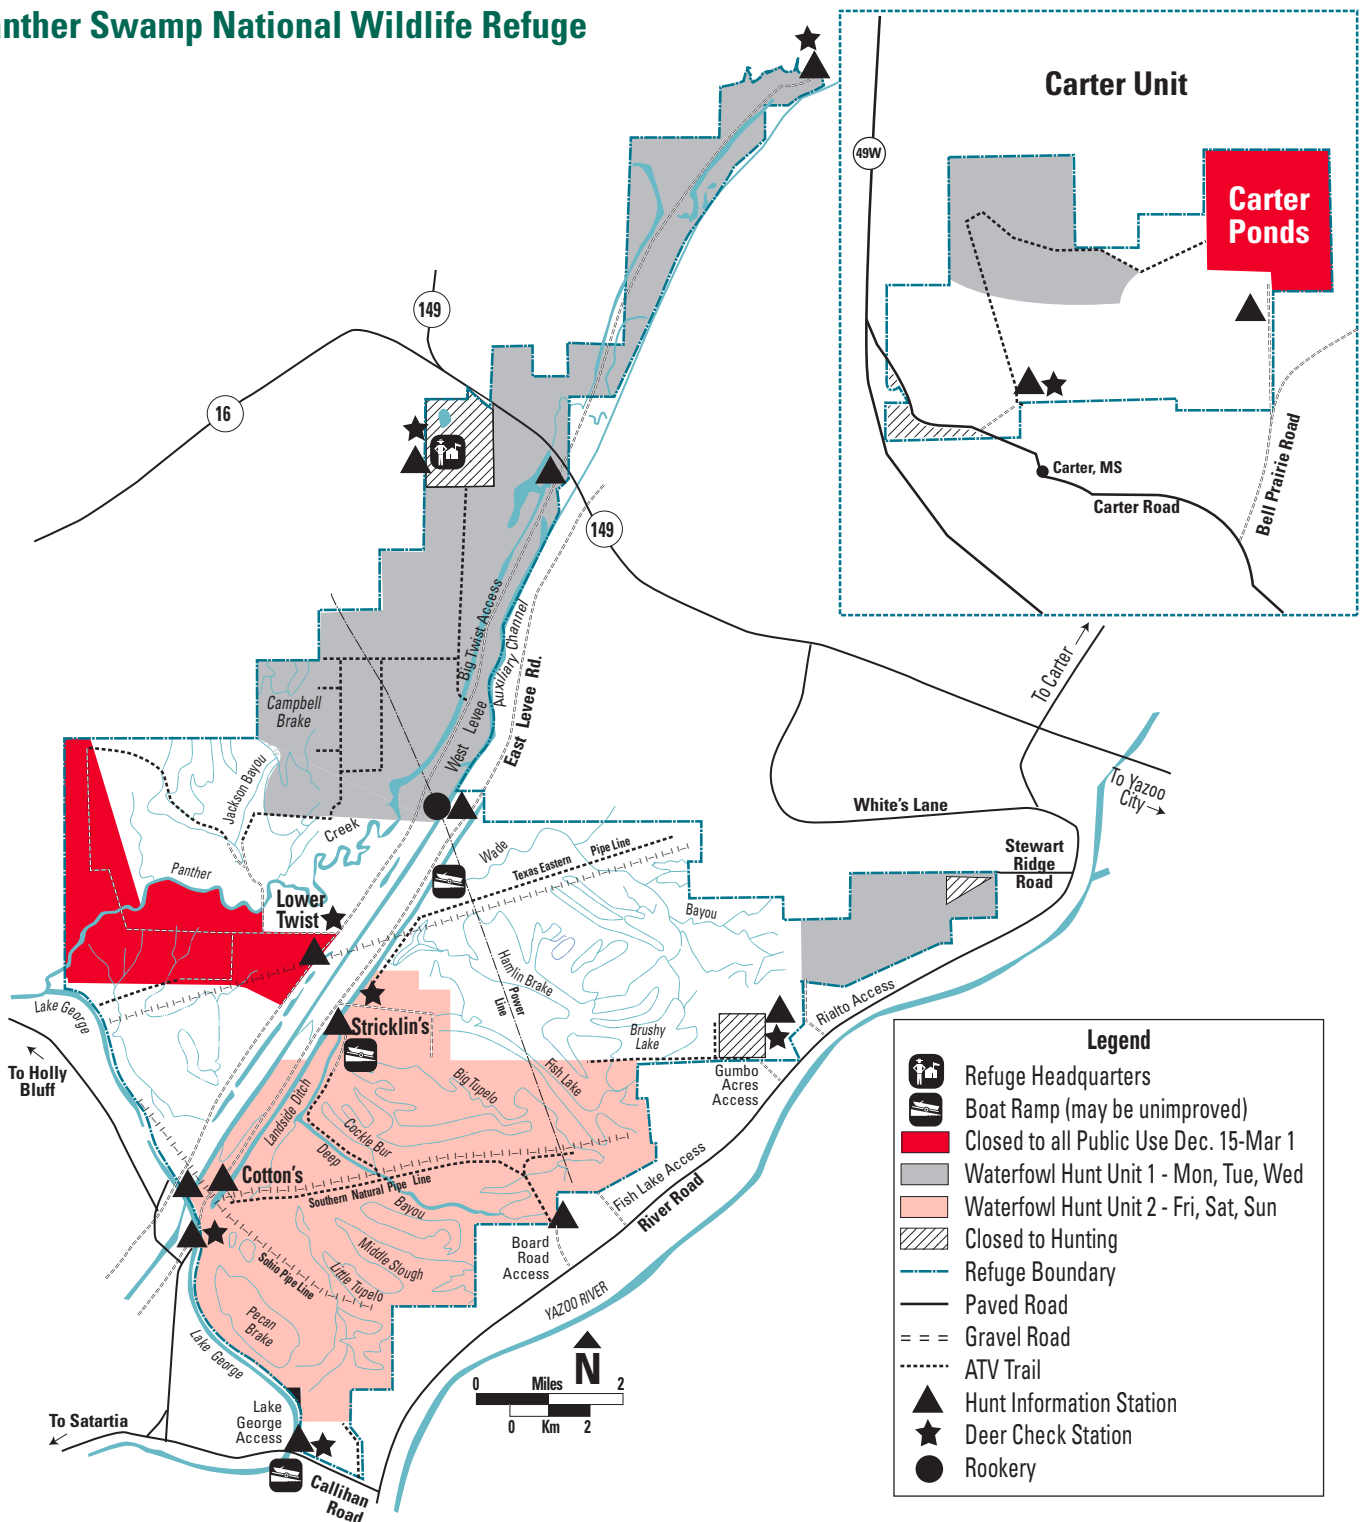 nther Swamp National Wildlife Refuge
Carter Unit
49W
Carter
Ponds
Carter, MS
Carter Road
Bell Prairie Road
149
16
149
Big Twist Access
Auxiliary Channel
West Levee
East Levee Rd.
Campbell
Brake
Jackson Bayou
Creek
Panther
Lower
Twist
Wade
Texas Eastern Pipe Line
Bayou
Hamlin Brake
Power
Line
Brushy
Lake
Fish Lake
Big Tupelo
Stricklin's
Landside Ditch
Cockle Bur
Deep
Bayou
Cotton's
Southern Natural Pipe Line
Sohio Pipe Line
Middle Slough
Little Tupelo
Pecan
Brake
Lake George
Lake George
To Holly
Bluff
To Satartia
Lake
George
Access
Callihan
Road
Board
Road
Access
Fish Lake Access
River Road
YAZOO RIVER
Gumbo
Acres
Access
Rialto Access
Stewart
Ridge
Road
White's Lane
To Carter
To Yazoo
City
N
0 Miles 2
0 Km 2
Legend
Refuge Headquarters
Boat Ramp (may be unimproved)
Closed to all Public Use Dec. 15-Mar 1
Waterfowl Hunt Unit 1 - Mon, Tue, Wed
Waterfowl Hunt Unit 2 - Fri, Sat, Sun
Closed to Hunting
Refuge Boundary
Paved Road
Gravel Road
ATV Trail
Hunt Information Station
Deer Check Station
Rookery